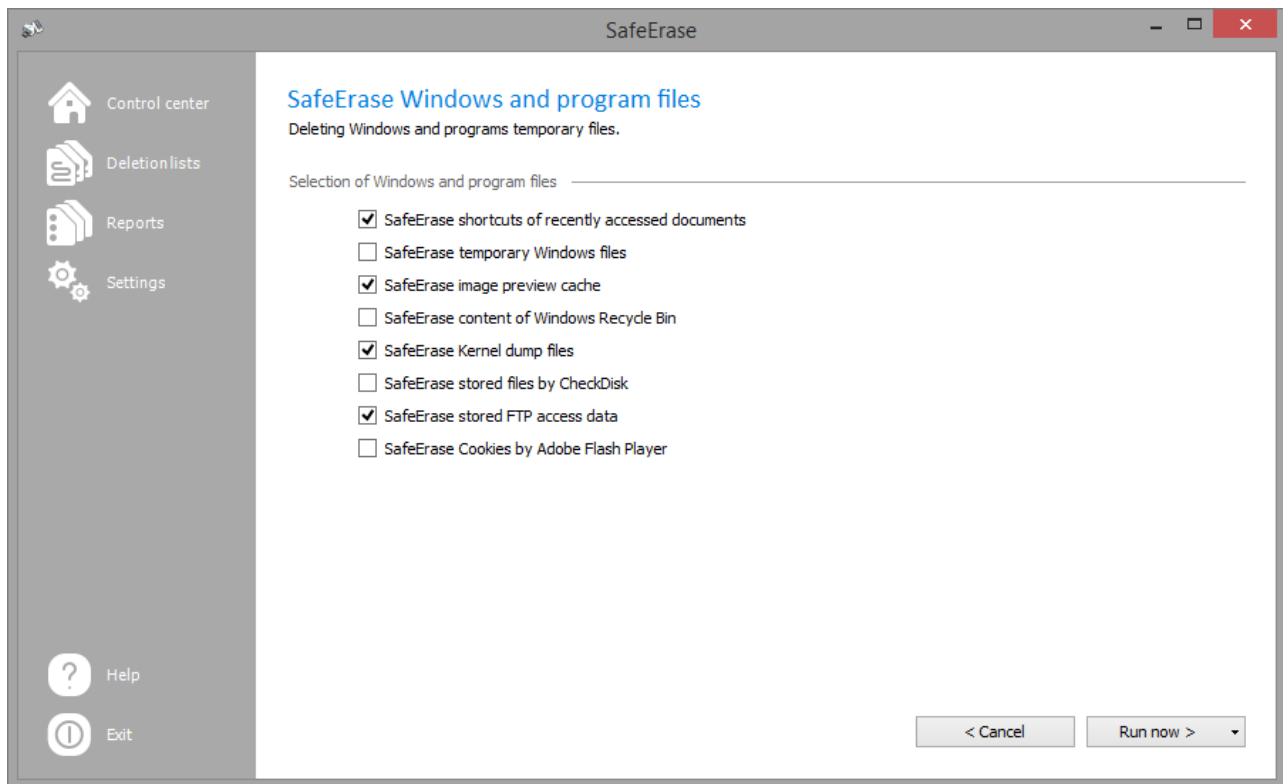 SafeErase
Control center
Deletion lists
Reports
Settings
Help
Exit
SafeErase Windows and program files
Deleting Windows and programs temporary files.
Selection of Windows and program files
SafeErase shortcuts of recently accessed documents
SafeErase temporary Windows files
SafeErase image preview cache
SafeErase content of Windows Recycle Bin
SafeErase Kernel dump files
SafeErase stored files by CheckDisk
SafeErase stored FTP access data
SafeErase Cookies by Adobe Flash Player
< Cancel
Run now >